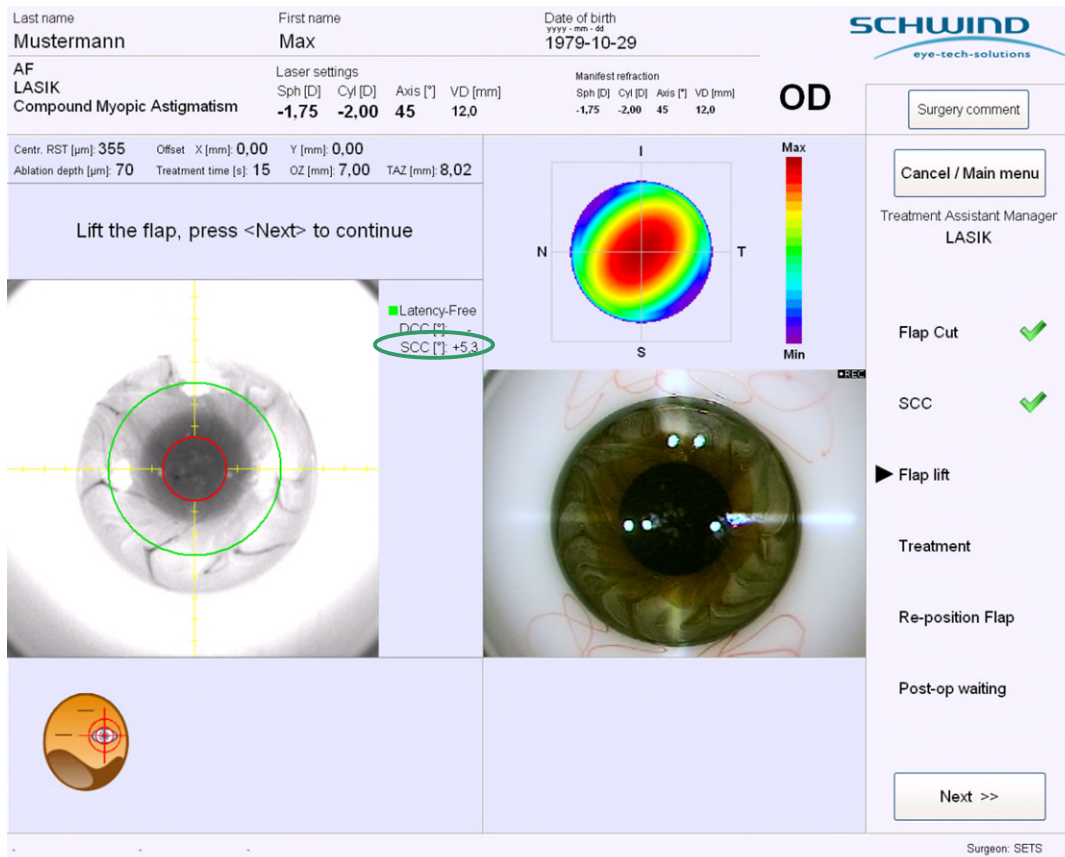 Last name First name Date of birth
yyyy - mm - dd
Mustermann Max 1979-10-29
SCHWIND
eye-tech-solutions
AF
LASIK
Compound Myopic Astigmatism
Laser settings
Sph [D] Cyl [D] Axis [°] VD [mm]
-1,75 -2,00 45 12,0
Manifest refraction
Sph [D] Cyl [D] Axis [°] VD [mm]
-1,75 -2,00 45 12,0
OD
Surgery comment
Centr. RST [µm]: 355 Offset X [mm]: 0,00 Y [mm]: 0,00
Ablation depth [µm]: 70 Treatment time [s]: 15 OZ [mm]: 7,00 TAZ [mm]: 8,02
Lift the flap, press <Next> to continue
Latency-Free
DCC [°]: -
SCC [°]: +5,3
I
N
T
S
Max
Min
REC
Cancel / Main menu
Treatment Assistant Manager
LASIK
Flap Cut
SCC
Flap lift
Treatment
Re-position Flap
Post-op waiting
Next >>
- - -
Surgeon: SETS